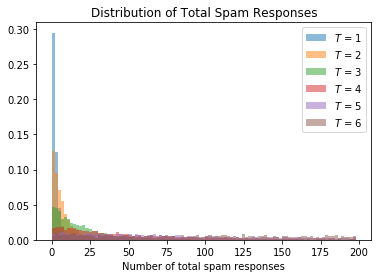 Distribution of Total Spam Responses
0.30
0.25
0.20
0.15
0.10
0.05
0.00
T = 1
T = 2
T = 3
T = 4
T = 5
T = 6
0 25 50 75 100 125 150 175 200
Number of total spam responses